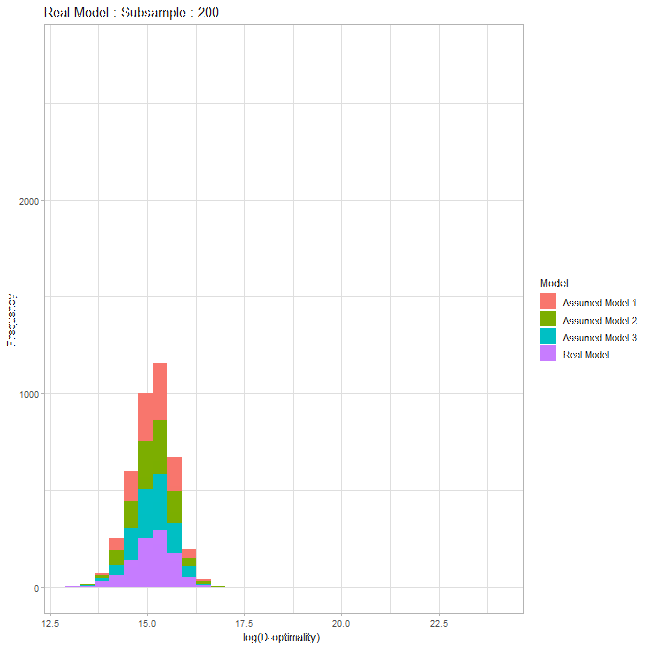 Real Model : Subsample : 200
2000
1000
0
Frequency
12.5
15.0
17.5
20.0
22.5
log(D-optimality)
Model
Assumed Model 1
Assumed Model 2
Assumed Model 3
Real Model